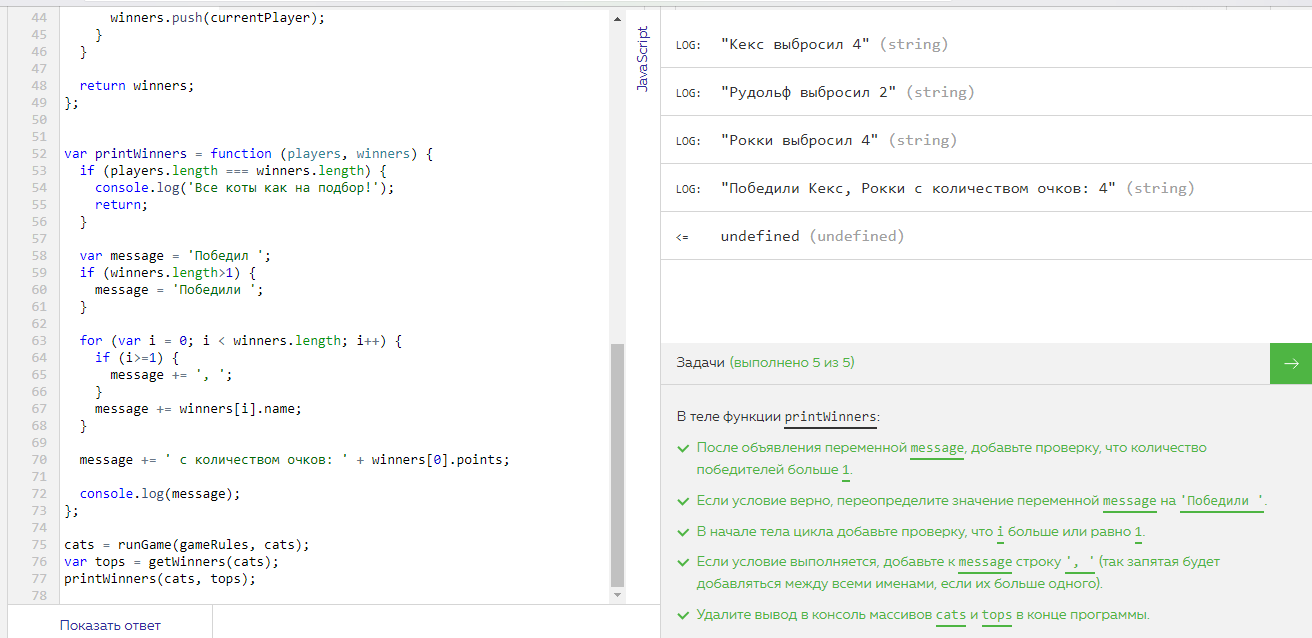 44       winners.push(currentPlayer);
45     }
46   }
47
48   return winners;
49 };
50
51
52 var printWinners = function (players, winners) {
53   if (players.length === winners.length) {
54     console.log('Все коты как на подбор!');
55     return;
56   }
57
58   var message = 'Победил ';
59   if (winners.length>1) {
60     message = 'Победили ';
61   }
62
63   for (var i = 0; i < winners.length; i++) {
64     if (i>=1) {
65       message += ', ';
66     }
67     message += winners[i].name;
68   }
69
70   message += ' с количеством очков: ' + winners[0].points;
71
72   console.log(message);
73 };
74
75 cats = runGame(gameRules, cats);
76 var tops = getWinners(cats);
77 printWinners(cats, tops);
78
Показать ответ
JavaScript
LOG: "Кекс выбросил 4" (string)
LOG: "Рудольф выбросил 2" (string)
LOG: "Рокки выбросил 4" (string)
LOG: "Победили Кекс, Рокки с количеством очков: 4" (string)
<= undefined (undefined)
Задачи (выполнено 5 из 5)
→
В теле функции printWinners:
После объявления переменной message, добавьте проверку, что количество
победителей больше 1.
Если условие верно, переопределите значение переменной message на 'Победили '.
В начале тела цикла добавьте проверку, что i больше или равно 1.
Если условие выполняется, добавьте к message строку ', ' (так запятая будет
добавляться между всеми именами, если их больше одного).
Удалите вывод в консоль массивов cats и tops в конце программы.